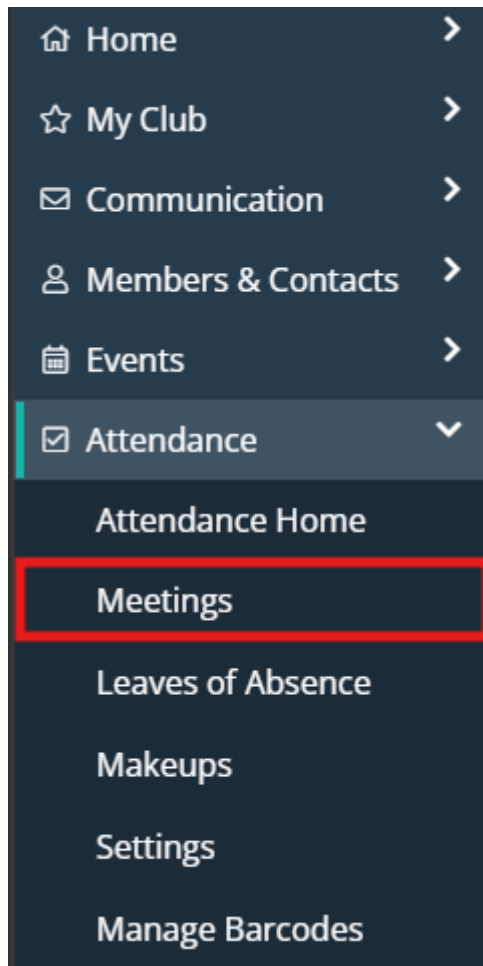 Home
My Club
Communication
Members & Contacts
Events
Attendance
Attendance Home
Meetings
Leaves of Absence
Makeups
Settings
Manage Barcodes